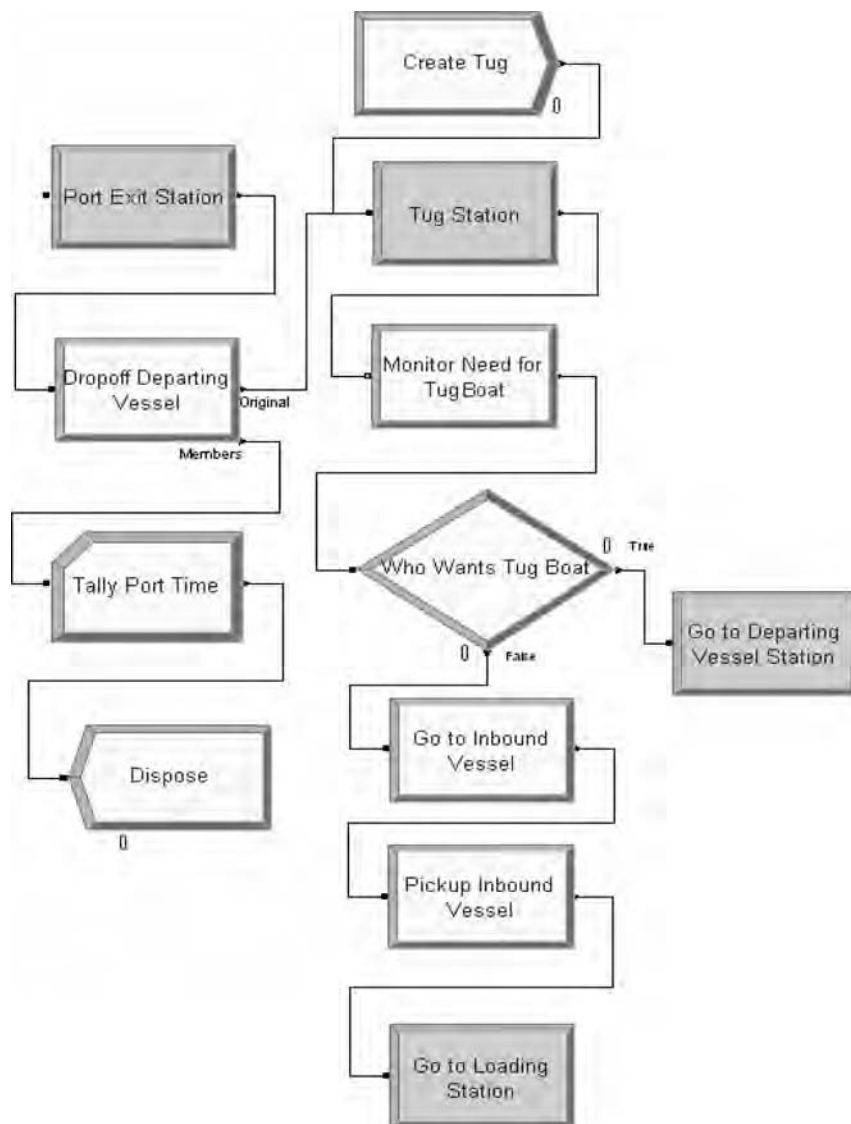 Create Tug
0
Port Exit Station
Tug Station
Dropoff Departing
Vessel
Original
Members
Monitor Need for
TugBoat
Tally Port Time
Who Wants Tug Boat
0
True
0
False
Go to Departing
Vessel Station
Dispose
0
Go to Inbound
Vessel
Pickup Inbound
Vessel
Go to Loading
Station